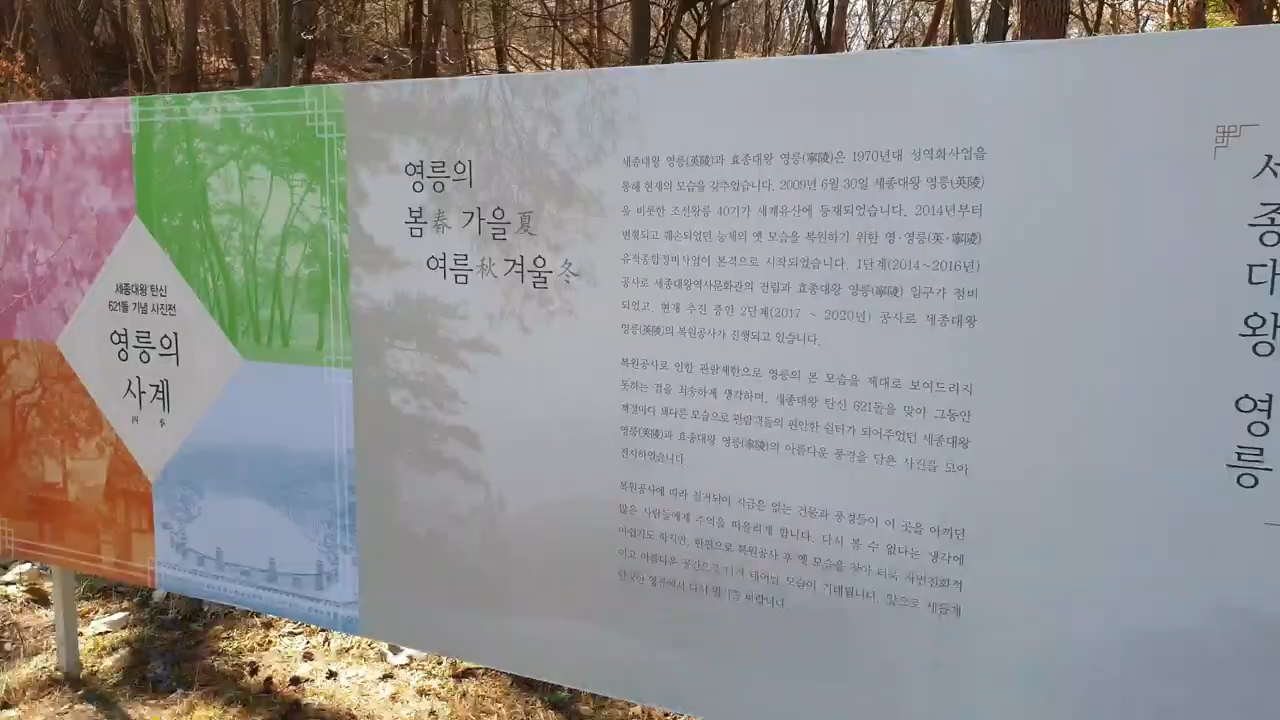 세종대왕 탄신
621돌 기념 사진전
영릉의
사계
四 季
영릉의
봄春 가을夏
여름秋 겨울冬
세종대왕 영릉(英陵)과 효종대왕 영릉(寧陵)은 1970년대 성역화사업을
통해 현재의 모습을 갖추었습니다. 2009년 6월 30일 세종대왕 영릉(英陵)
을 비롯한 조선왕릉 40기가 세계유산에 등재되었습니다. 2014년부터
변형되고 훼손되었던 능제의 옛 모습을 복원하기 위한 영·영릉(英·寧陵)
유적종합정비사업이 본격으로 시작되었습니다. 1단계(2014~2016년)
공사로 세종대왕역사문화관의 건립과 효종대왕 영릉(寧陵) 일구가 정비
되었고, 현재 추진 중인 2단계(2017 ~ 2020년) 공사로 세종대왕
영릉(英陵)의 복원공사가 진행되고 있습니다.
복원공사로 인한 관람제한으로 영릉의 본 모습을 제대로 보여드리지
못하는 점을 죄송하게 생각하며, 세종대왕 탄신 621돌을 맞아 그동안
계절마다 색다른 모습으로 관람객들의 편안한 쉼터가 되어주었던 세종대왕
영릉(英陵)과 효종대왕 영릉(寧陵)의 아름다운 풍경을 담은 사진을 모아
전시하였습니다.
복원공사에 따라 철거되어 지금은 없는 건물과 풍경들이 이 곳을 아끼던
많은 사람들에게 추억을 떠올리게 합니다. 다시 볼 수 없다는 생각에
아쉽기도 하지만, 한편으로 복원공사 후 옛 모습을 찾아 더욱 자연친화적
이고 아름다운 공간으로 태어날 모습이 기대됩니다. 앞으로 새롭게
영릉에서 다시 바랍니다.
세종대왕 영릉